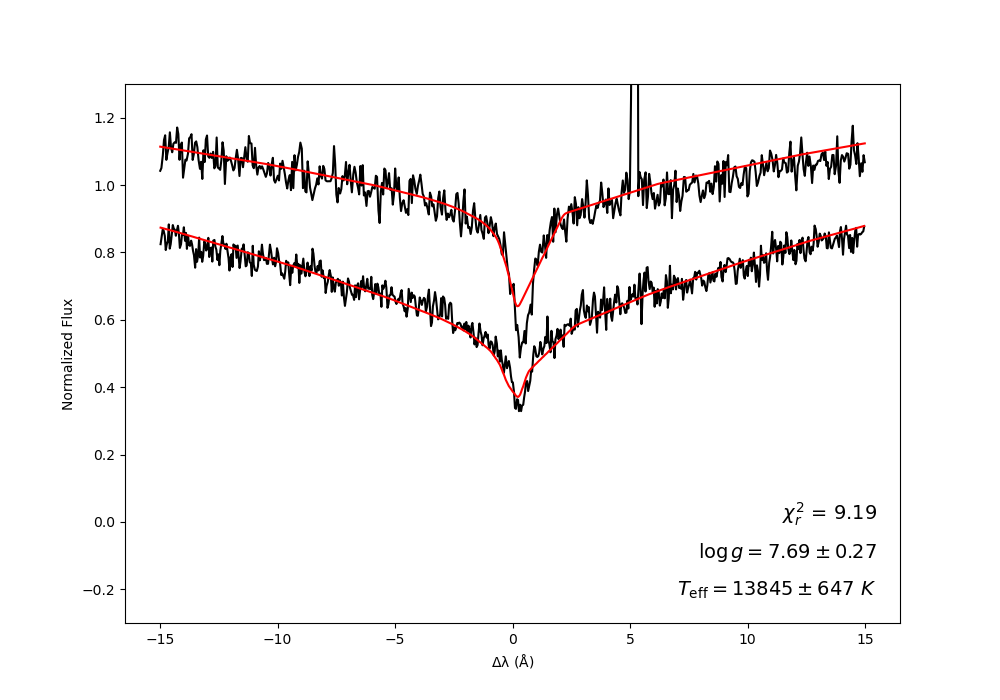 1.2
1.0
0.8
0.6
0.4
0.2
0.0
−0.2
Normalized Flux
χ²ᵣ = 9.19
log g = 7.69 ± 0.27
T_eff = 13845 ± 647 K
−15 −10 −5 0 5 10 15
Δλ (Å)